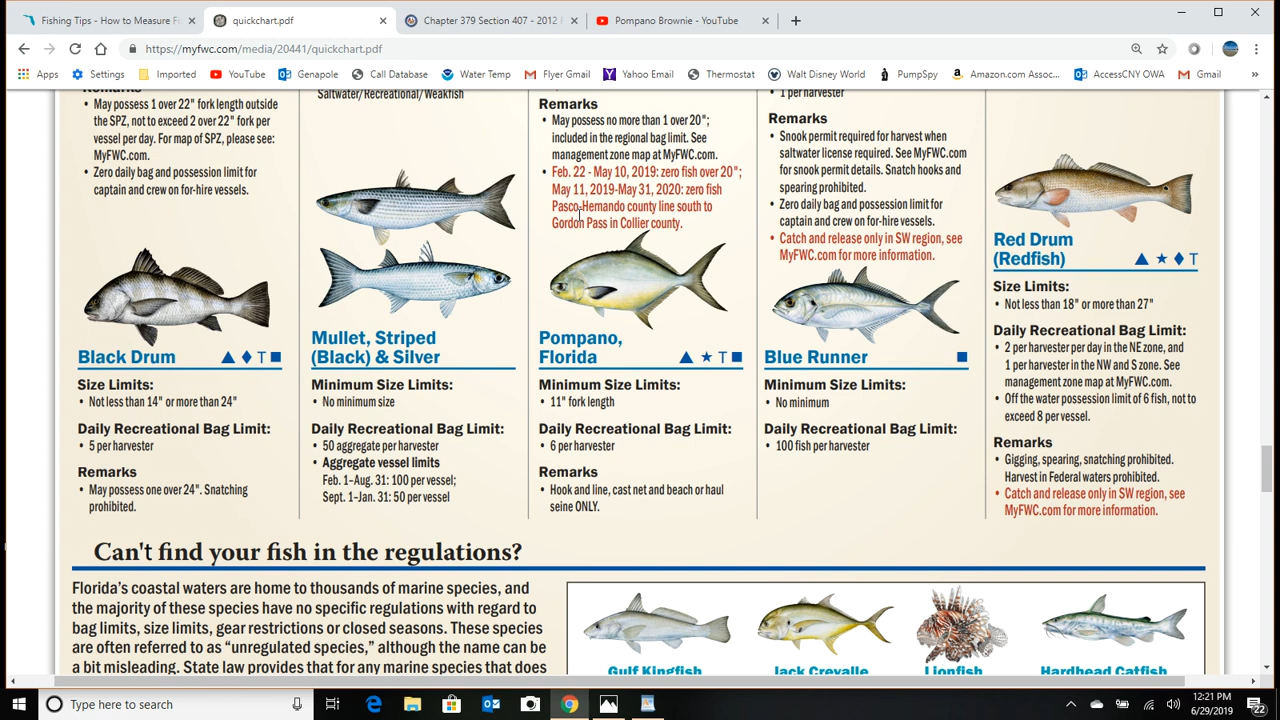 Fishing Tips - How to Measure Fi
quickchart.pdf
Chapter 379 Section 407 - 2012 F
Pompano Brownie - YouTube
https://myfwc.com/media/20441/quickchart.pdf
Apps
Settings
Imported
YouTube
Genapole
Call Database
Water Temp
Flyer Gmail
Yahoo Email
Thermostat
Walt Disney World
PumpSpy
Amazon.com Assoc...
AccessCNY OWA
Gmail
»
Remarks
• May possess 1 over 22" fork length outside
the SPZ, not to exceed 2 over 22" fork per
vessel per day. For map of SPZ, please see:
MyFWC.com.
• Zero daily bag and possession limit for
captain and crew on for-hire vessels.
Black Drum
T
Size Limits:
• Not less than 14" or more than 24"
Daily Recreational Bag Limit:
• 5 per harvester
Remarks
• May possess one over 24". Snatching
prohibited.
Saltwater/Recreational/Weakfish
Mullet, Striped
(Black) & Silver
Minimum Size Limits:
• No minimum size
Daily Recreational Bag Limit:
• 50 aggregate per harvester
• Aggregate vessel limits
Feb. 1–Aug. 31: 100 per vessel;
Sept. 1–Jan. 31: 50 per vessel
Remarks
• May possess no more than 1 over 20";
included in the regional bag limit. See
management zone map at MyFWC.com.
• Feb. 22 - May 10, 2019: zero fish over 20";
May 11, 2019-May 31, 2020: zero fish
Pasco-Hernando county line south to
Gordon Pass in Collier county.
Pompano,
Florida
T
Minimum Size Limits:
• 11" fork length
Daily Recreational Bag Limit:
• 6 per harvester
Remarks
• Hook and line, cast net and beach or haul
seine ONLY.
• 1 per harvester
Remarks
• Snook permit required for harvest when
saltwater license required. See MyFWC.com
for snook permit details. Snatch hooks and
spearing prohibited.
• Zero daily bag and possession limit for
captain and crew on for-hire vessels.
• Catch and release only in SW region, see
MyFWC.com for more information.
Blue Runner
Minimum Size Limits:
• No minimum
Daily Recreational Bag Limit:
• 100 fish per harvester
Red Drum
(Redfish)
T
Size Limits:
• Not less than 18" or more than 27"
Daily Recreational Bag Limit:
• 2 per harvester per day in the NE zone, and
1 per harvester in the NW and S zone. See
management zone map at MyFWC.com.
• Off the water possession limit of 6 fish, not to
exceed 8 per vessel.
Remarks
• Gigging, spearing, snatching prohibited.
Harvest in Federal waters prohibited.
• Catch and release only in SW region, see
MyFWC.com for more information.
Can't find your fish in the regulations?
Florida's coastal waters are home to thousands of marine species, and
the majority of these species have no specific regulations with regard to
bag limits, size limits, gear restrictions or closed seasons. These species
are often referred to as "unregulated species," although the name can be
a bit misleading. State law provides that for any marine species that does
Gulf Kingfish
Jack Crevalle
Lionfish
Hardhead Catfish
Type here to search
12:21 PM
6/29/2019
22